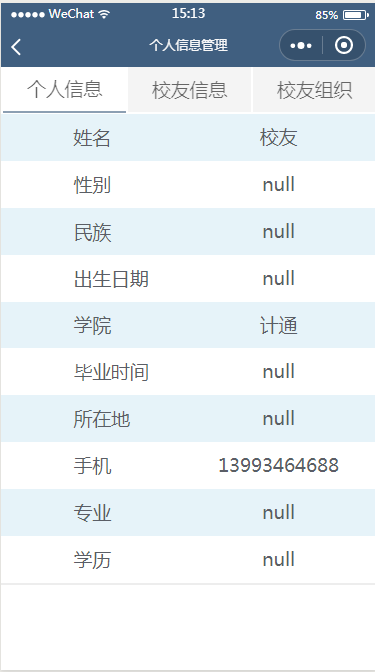 WeChat 15:13 85%
个人信息管理
个人信息 校友信息 校友组织
姓名 校友
性别 null
民族 null
出生日期 null
学院 计通
毕业时间 null
所在地 null
手机 13993464688
专业 null
学历 null